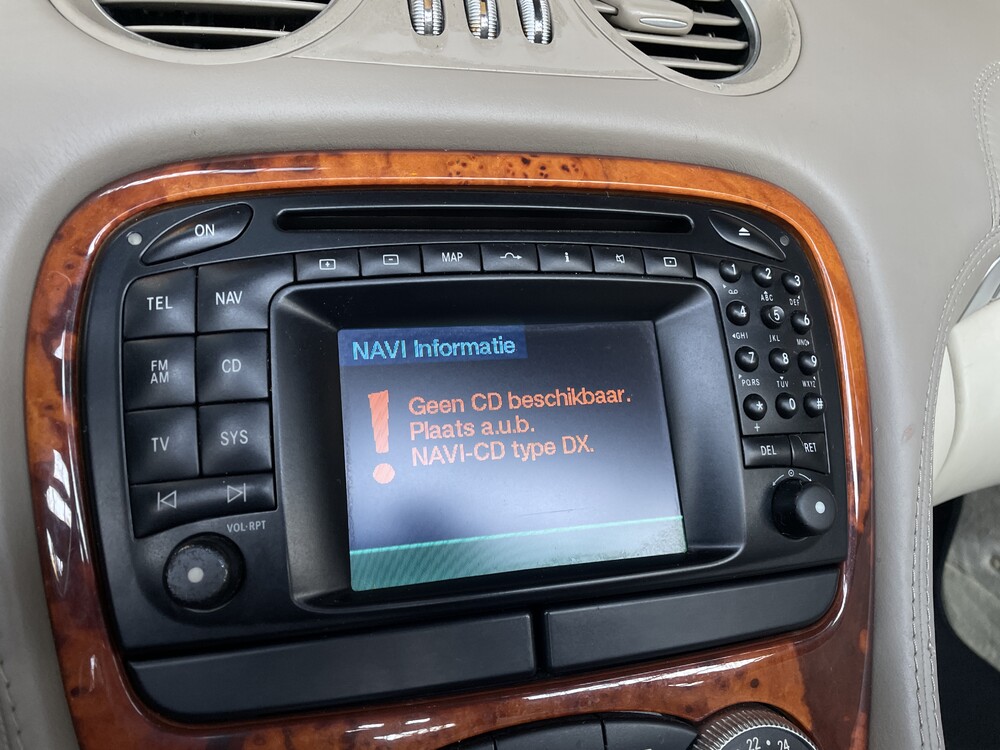 ON
MAP
i
TEL
NAV
FM
AM
CD
TV
SYS
VOL·RPT
NAVI Informatie
! Geen CD beschikbaar.
Plaats a.u.b.
NAVI-CD type DX.
1
2
3
ABC
DEF
4
5
6
GHI
JKL
MNO
7
8
9
PQRS
TUV
WXYZ
*
0
#
+
DEL
RET
22 • 24